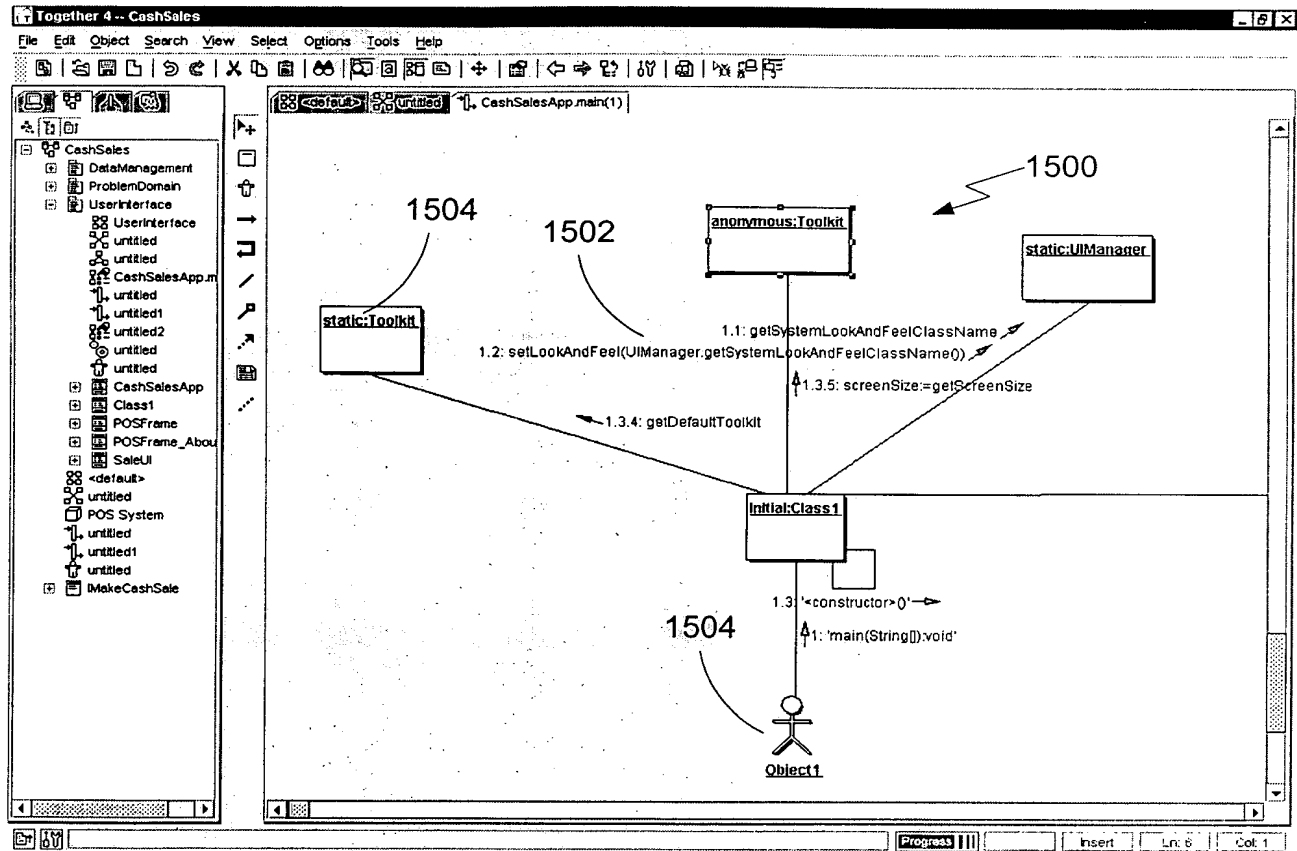 Together 4 -- CashSales
File Edit Object Search View Select Options Tools Help
<default> untitled CashSalesApp.main(1)
CashSales
DataManagement
ProblemDomain
UserInterface
UserInterface
untitled
untitled
CashSalesApp.m
untitled
untitled1
untitled2
untitled
untitled
CashSalesApp
Class1
POSFrame
POSFrame_Abou
SaleUI
<default>
untitled
POS System
untitled
untitled1
untitled
IMakeCashSale
1500
1504
1502
anonymous:Toolkit
static:UIManager
static:Toolkit
1.1: getSystemLookAndFeelClassName
1.2: setLookAndFeel(UIManager.getSystemLookAndFeelClassName())
1.3.5: screenSize:=getScreenSize
1.3.4: getDefaultToolkit
Initial:Class1
1.3: '<constructor>()'
1504
1: 'main(String[]):void'
Object1
Progress Insert Ln: 6 Col: 1